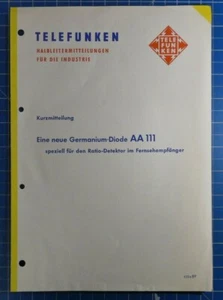 TELEFUNKEN
HALBLEITERMITTEILUNGEN
FÜR DIE INDUSTRIE
TELE
FUN
KEN
Kurzmitteilung
Eine neue Germanium-Diode AA 111
speziell für den Ratio-Detektor im Fernsehempfänger